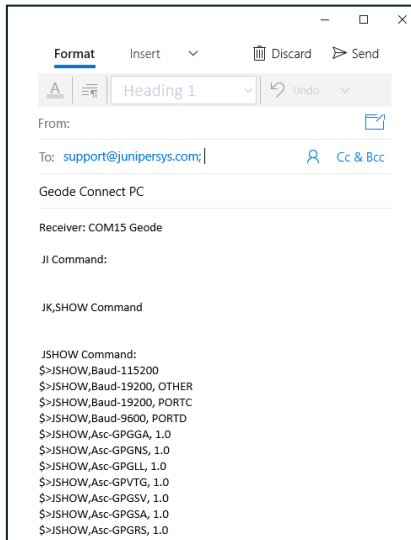 Format Insert Discard Send
A Heading 1 Undo
From:
To: support@junipersys.com; Cc & Bcc
Geode Connect PC
Receiver: COM15 Geode
JI Command:
JK,SHOW Command
JSHOW Command:
$>JSHOW,Baud-115200
$>JSHOW,Baud-19200, OTHER
$>JSHOW,Baud-19200, PORTC
$>JSHOW,Baud-9600, PORTD
$>JSHOW,Asc-GPGGA, 1.0
$>JSHOW,Asc-GPGNS, 1.0
$>JSHOW,Asc-GPGLL, 1.0
$>JSHOW,Asc-GPVTG, 1.0
$>JSHOW,Asc-GPGSV, 1.0
$>JSHOW,Asc-GPGSA, 1.0
$>JSHOW,Asc-GPGRS, 1.0